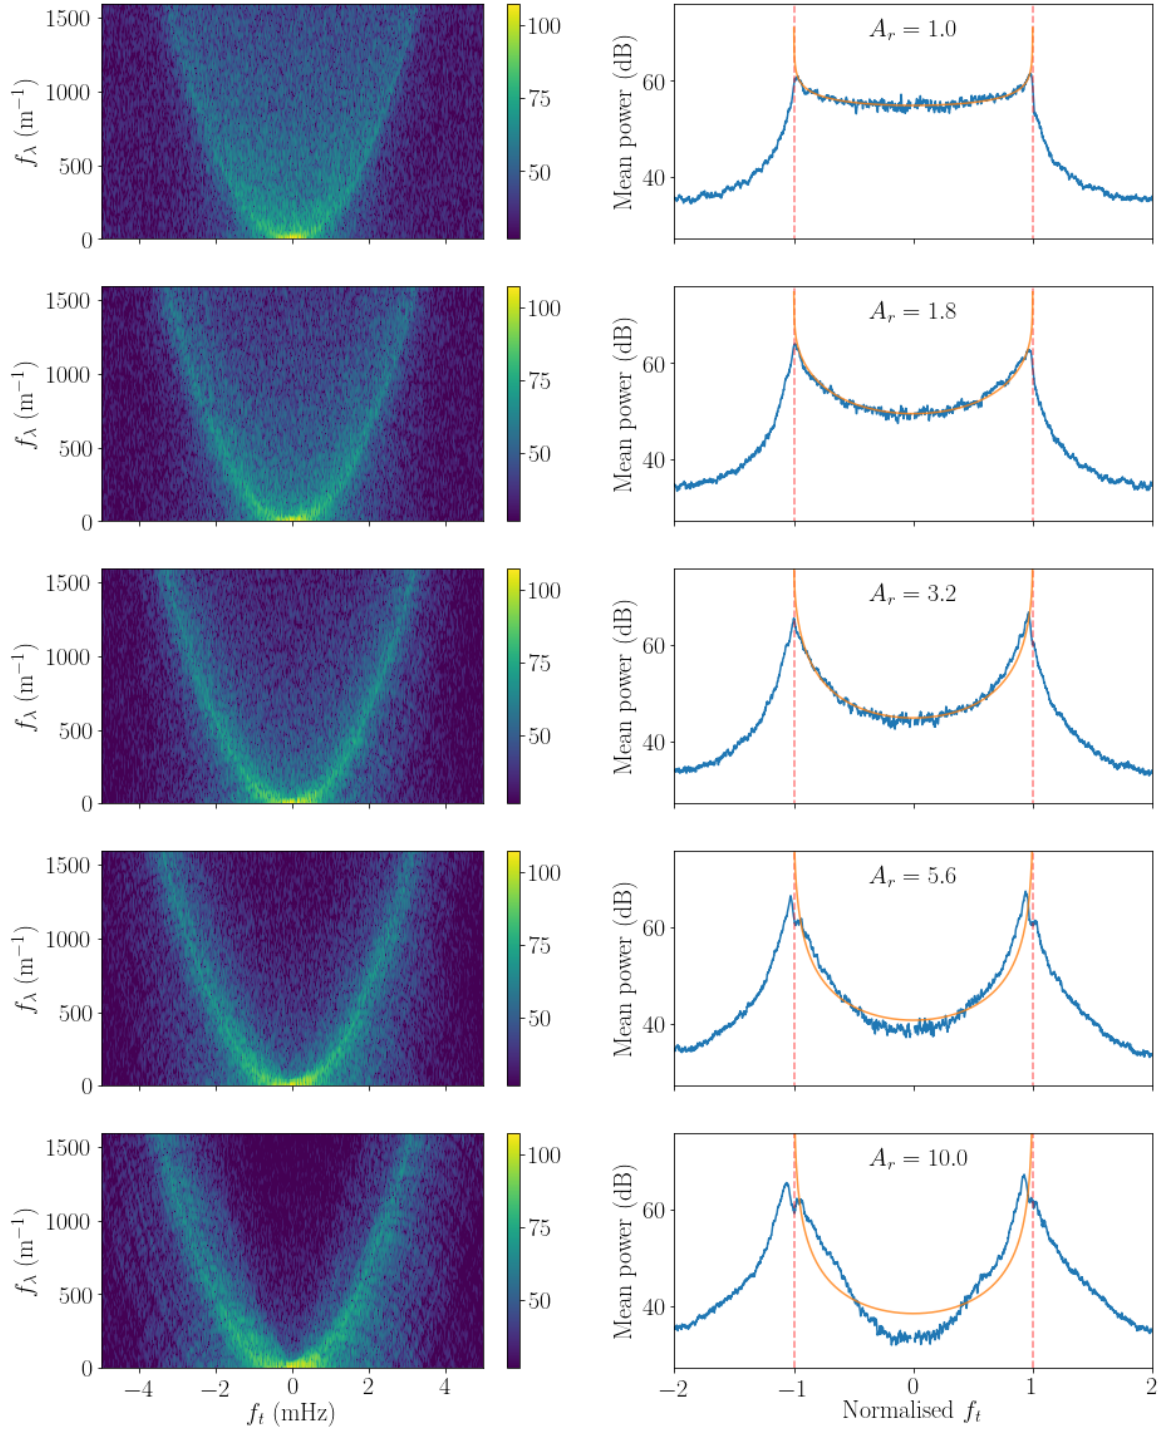 1500
1000
500
0
f_λ (m⁻¹)
100
75
50
60
40
Mean power (dB)
A_r = 1.0
1500
1000
500
0
f_λ (m⁻¹)
100
75
50
60
40
Mean power (dB)
A_r = 1.8
1500
1000
500
0
f_λ (m⁻¹)
100
75
50
60
40
Mean power (dB)
A_r = 3.2
1500
1000
500
0
f_λ (m⁻¹)
100
75
50
60
40
Mean power (dB)
A_r = 5.6
1500
1000
500
0
f_λ (m⁻¹)
100
75
50
60
40
Mean power (dB)
A_r = 10.0
−4 −2 0 2 4
f_t (mHz)
−2 −1 0 1 2
Normalised f_t